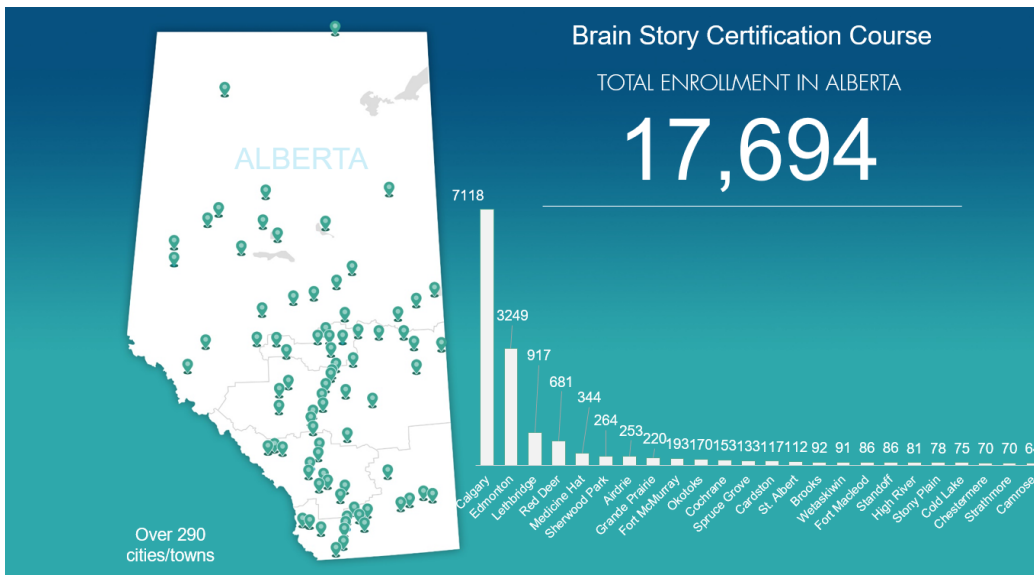 Brain Story Certification Course
TOTAL ENROLLMENT IN ALBERTA
17,694
ALBERTA
Over 290
cities/towns
7118
3249
917
681
344
264
253
220
193
170
153
133
117
112
92
91
86
86
81
78
75
70
70
Calgary
Edmonton
Lethbridge
Red Deer
Medicine Hat
Sherwood Park
Airdrie
Grande Prairie
Fort McMurray
Okotoks
Cochrane
Spruce Grove
Cardston
St. Albert
Brooks
Wetaskiwin
Fort Macleod
Standoff
High River
Stony Plain
Cold Lake
Chestermere
Strathmore
Camrose